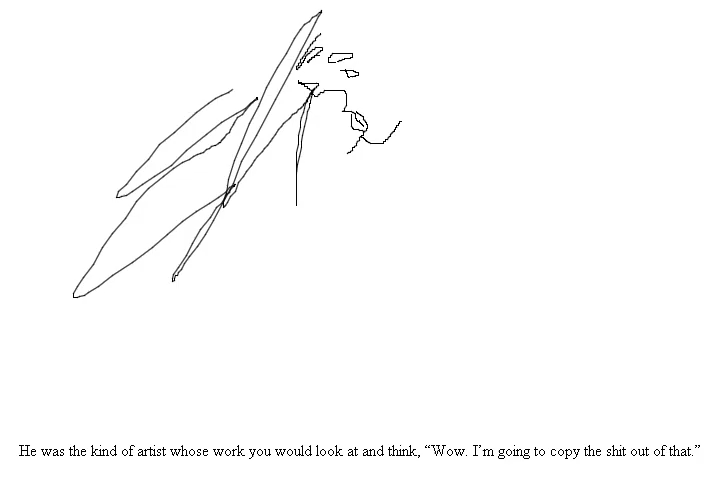 He was the kind of artist whose work you would look at and think, “Wow. I’m going to copy the shit out of that.”